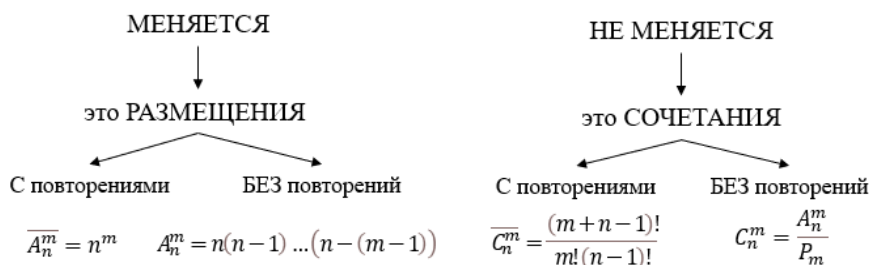 МЕНЯЕТСЯ
это РАЗМЕЩЕНИЯ
С повторениями БЕЗ повторений
$\overline{A_n^m} = n^m$ $A_n^m = n(n-1) \dots (n-(m-1))$
НЕ МЕНЯЕТСЯ
это СОЧЕТАНИЯ
С повторениями БЕЗ повторений
$\overline{C_n^m} = \frac{(m+n-1)!}{m!(n-1)!}$ $C_n^m = \frac{A_n^m}{P_m}$